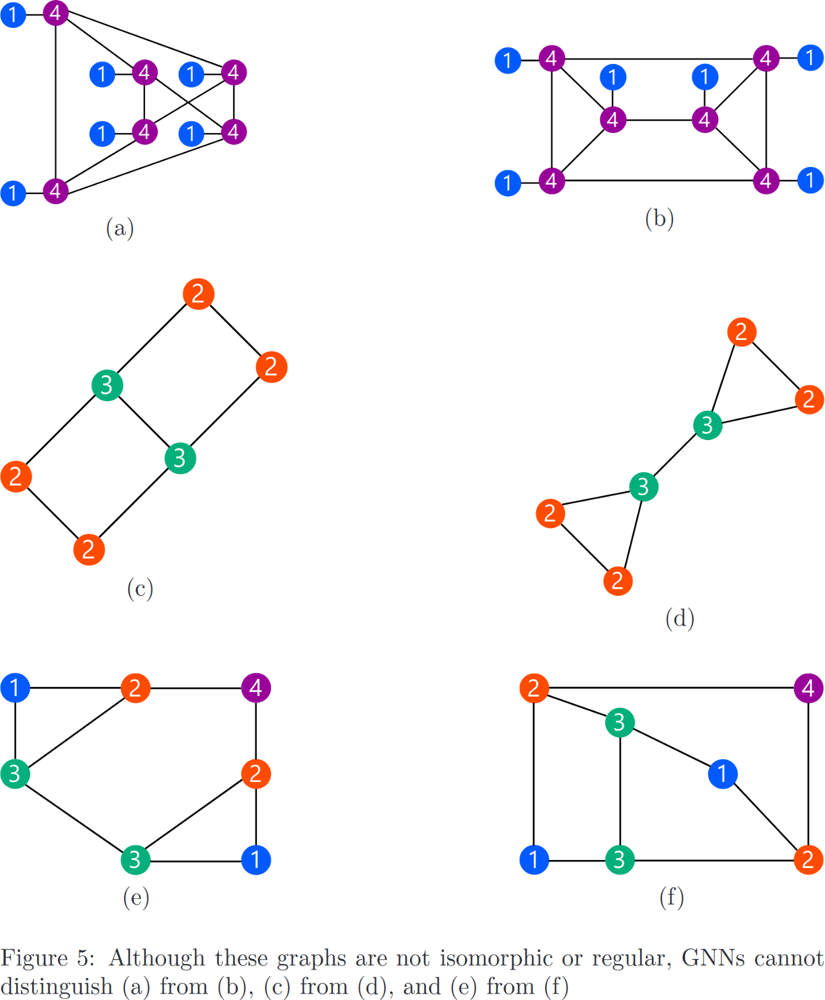 1 4
1 4 1 4
1 4 1 4
1 4
(a)
1 4 4 1
1 1
4 4
1 4 4 1
(b)
2
2
3
3
2
2
(c)
2
2
3
3
2
2
(d)
1 2 4
3 2
3 1
(e)
2 4
3
1
1 3 2
(f)
Figure 5: Although these graphs are not isomorphic or regular, GNNs cannot
distinguish (a) from (b), (c) from (d), and (e) from (f)